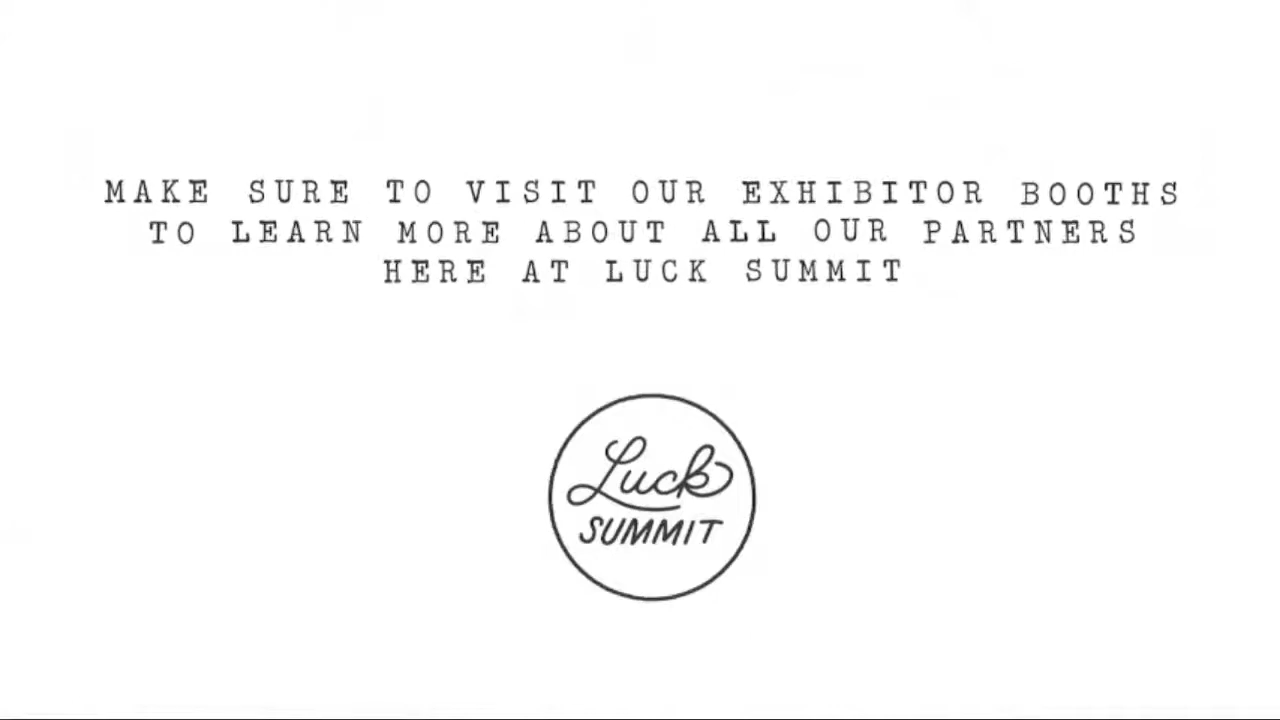 MAKE SURE TO VISIT OUR EXHIBITOR BOOTHS
TO LEARN MORE ABOUT ALL OUR PARTNERS
HERE AT LUCK SUMMIT
Luck
SUMMIT